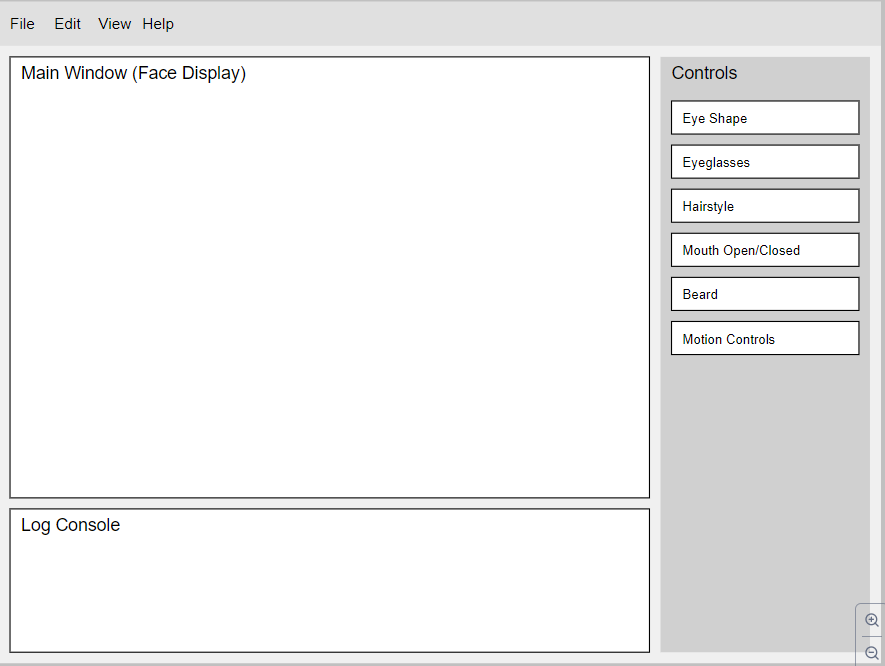 File Edit View Help
Main Window (Face Display)
Controls
Eye Shape
Eyeglasses
Hairstyle
Mouth Open/Closed
Beard
Motion Controls
Log Console